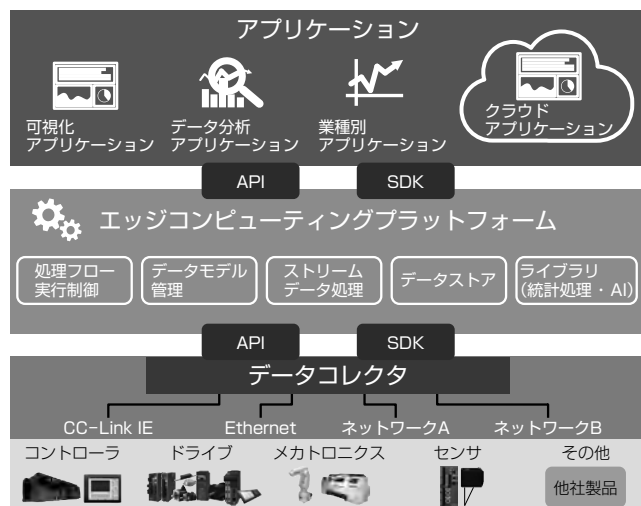 アプリケーション
可視化
アプリケーション
データ分析
アプリケーション
業種別
アプリケーション
クラウド
アプリケーション
API
SDK
エッジコンピューティングプラットフォーム
処理フロー
実行制御
データモデル
管理
ストリーム
データ処理
データストア
ライブラリ
(統計処理・AI)
API
SDK
データコレクタ
CC-Link IE
Ethernet
ネットワークA
ネットワークB
コントローラ
ドライブ
メカトロニクス
センサ
その他
他社製品